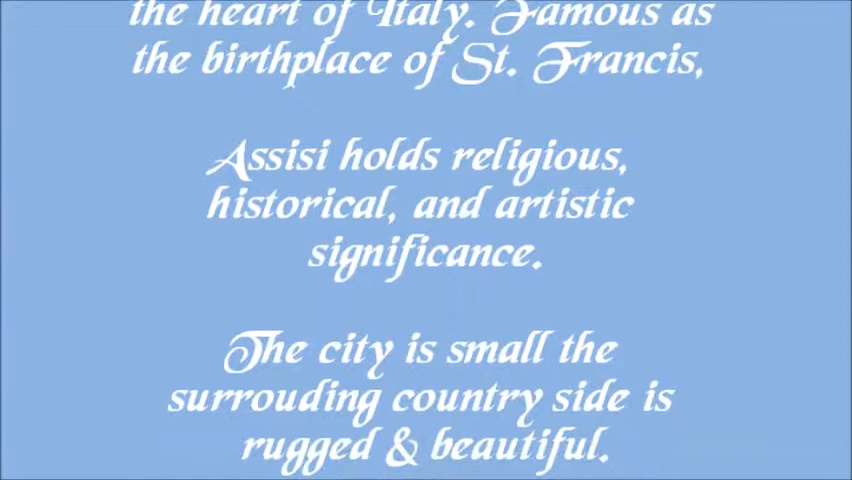 the heart of Italy. Famous as
the birthplace of St. Francis,
Assisi holds religious,
historical, and artistic
significance.
The city is small the
surrouding country side is
rugged & beautiful.